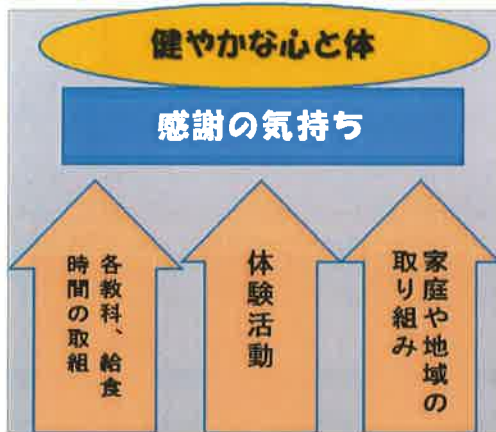 健やかな心と体
感謝の気持ち
各教科、給食
時間の取組
体験活動
家庭や地域の
取り組み